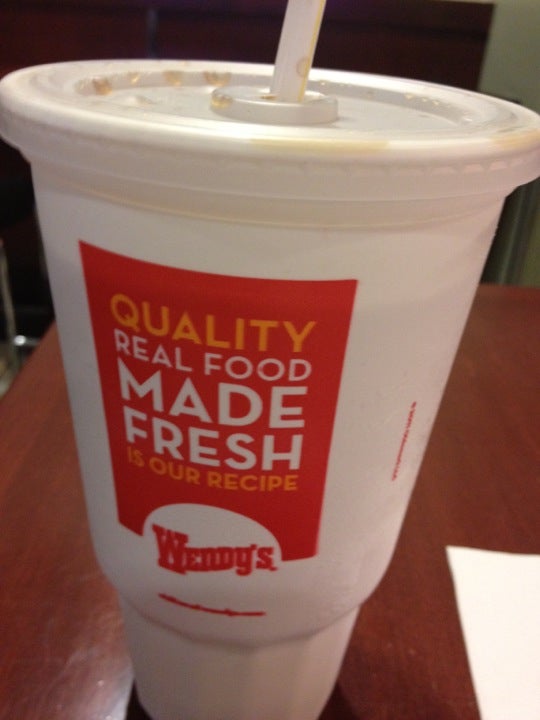 QUALITY
REAL FOOD
MADE
FRESH
IS OUR RECIPE
WENDY'S